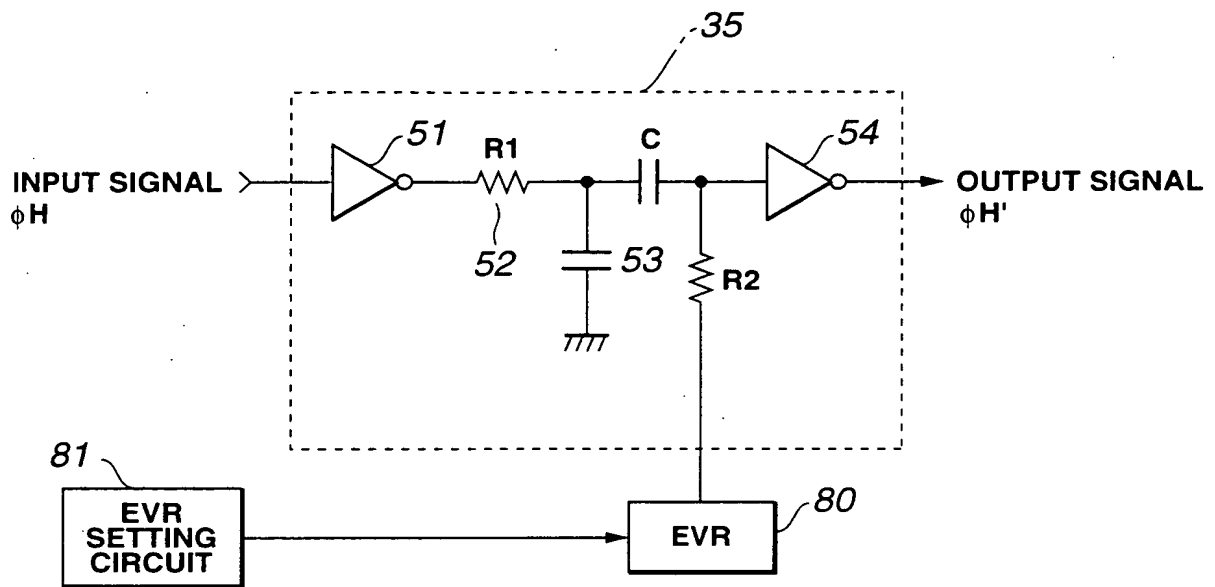 35
51
R1
C
54
INPUT SIGNAL
ϕH
OUTPUT SIGNAL
ϕH'
52
53
R2
81
EVR
SETTING
CIRCUIT
EVR
80